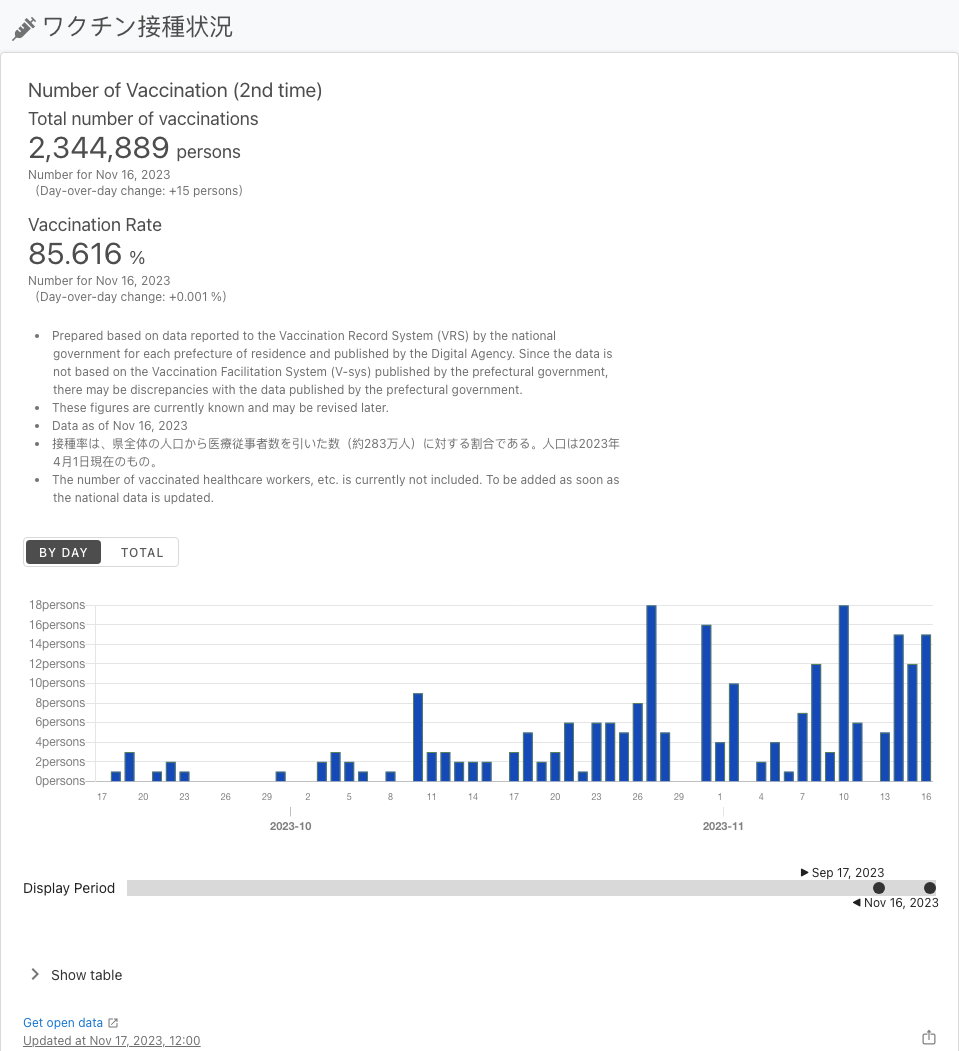 ワクチン接種状況
Number of Vaccination (2nd time)
Total number of vaccinations
2,344,889 persons
Number for Nov 16, 2023
(Day-over-day change: +15 persons)
Vaccination Rate
85.616 %
Number for Nov 16, 2023
(Day-over-day change: +0.001 %)
• Prepared based on data reported to the Vaccination Record System (VRS) by the national
government for each prefecture of residence and published by the Digital Agency. Since the data is
not based on the Vaccination Facilitation System (V-sys) published by the prefectural government,
there may be discrepancies with the data published by the prefectural government.
• These figures are currently known and may be revised later.
• Data as of Nov 16, 2023
• 接種率は、県全体の人口から医療従事者数を引いた数（約283万人）に対する割合である。人口は2023年
4月1日現在のもの。
• The number of vaccinated healthcare workers, etc. is currently not included. To be added as soon as
the national data is updated.
BY DAY TOTAL
18persons
16persons
14persons
12persons
10persons
8persons
6persons
4persons
2persons
0persons
17 20 23 26 29 2 5 8 11 14 17 20 23 26 29 1 4 7 10 13 16
2023-10 2023-11
Sep 17, 2023
Display Period
Nov 16, 2023
Show table
Get open data
Updated at Nov 17, 2023, 12:00